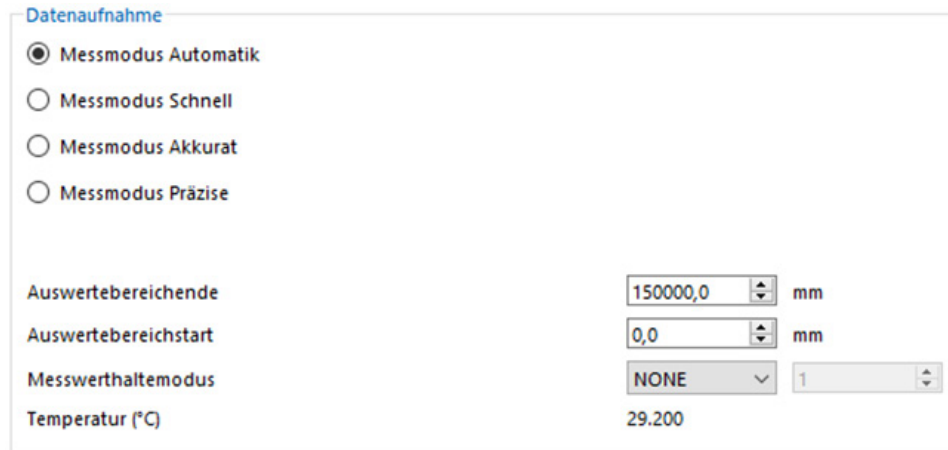 Datenaufnahme
Messmodus Automatik
Messmodus Schnell
Messmodus Akkurat
Messmodus Präzise
Auswertebereichende 150000,0 mm
Auswertebereichstart 0,0 mm
Messwerthaltemodus NONE 1
Temperatur (°C) 29.200